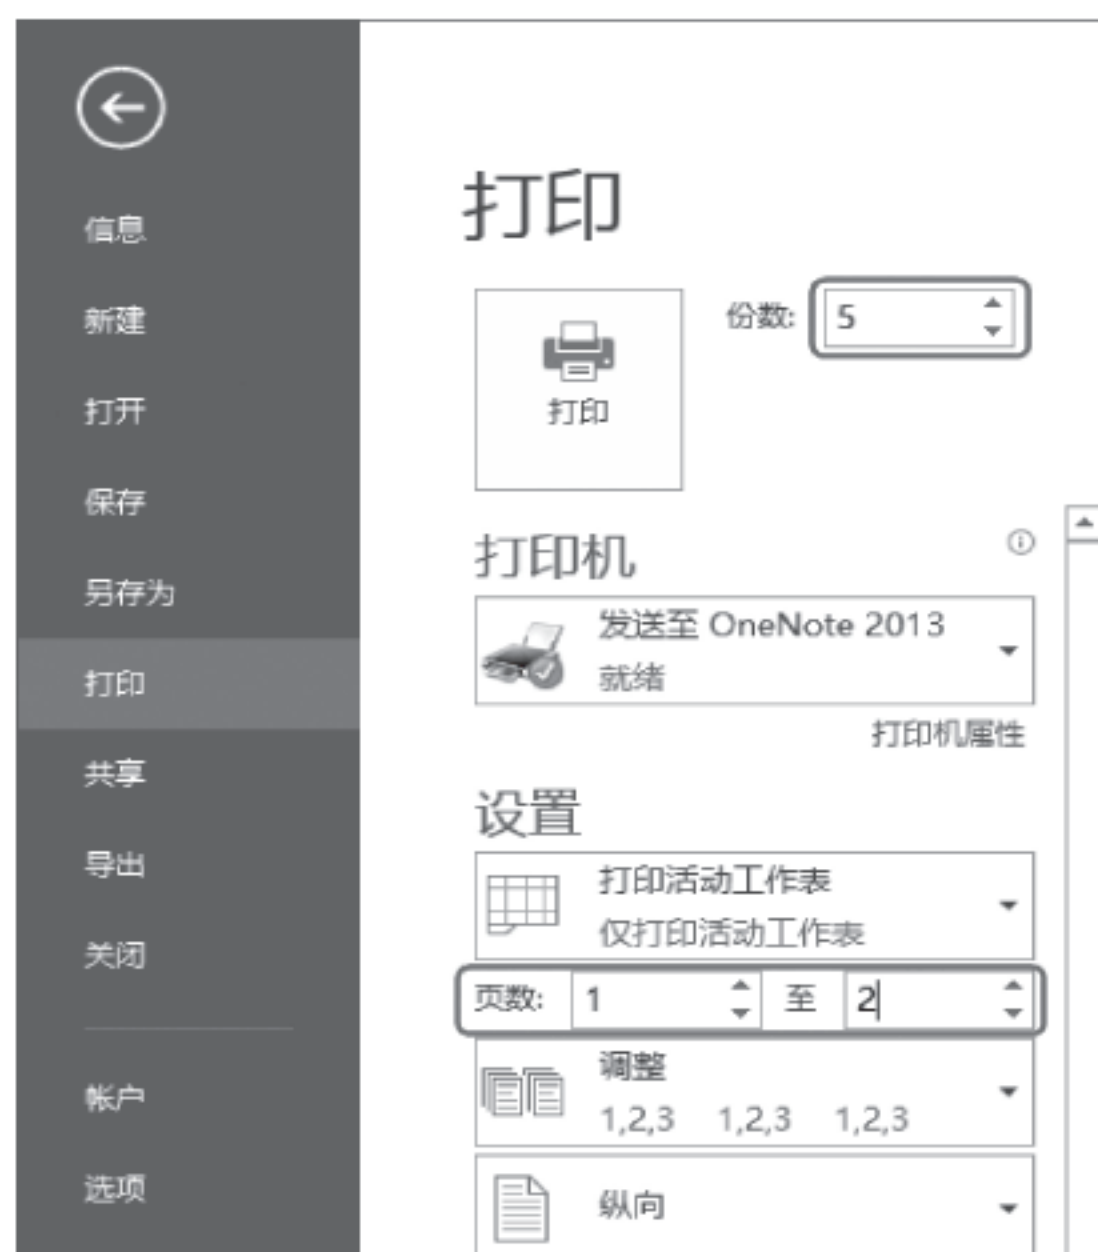 信息
新建
打开
保存
另存为
打印
共享
导出
关闭
帐户
选项
打印
打印
份数: 5
打印机
发送至 OneNote 2013
就绪
打印机属性
设置
打印活动工作表
仅打印活动工作表
页数: 1 至 2
调整
1,2,3 1,2,3 1,2,3
纵向